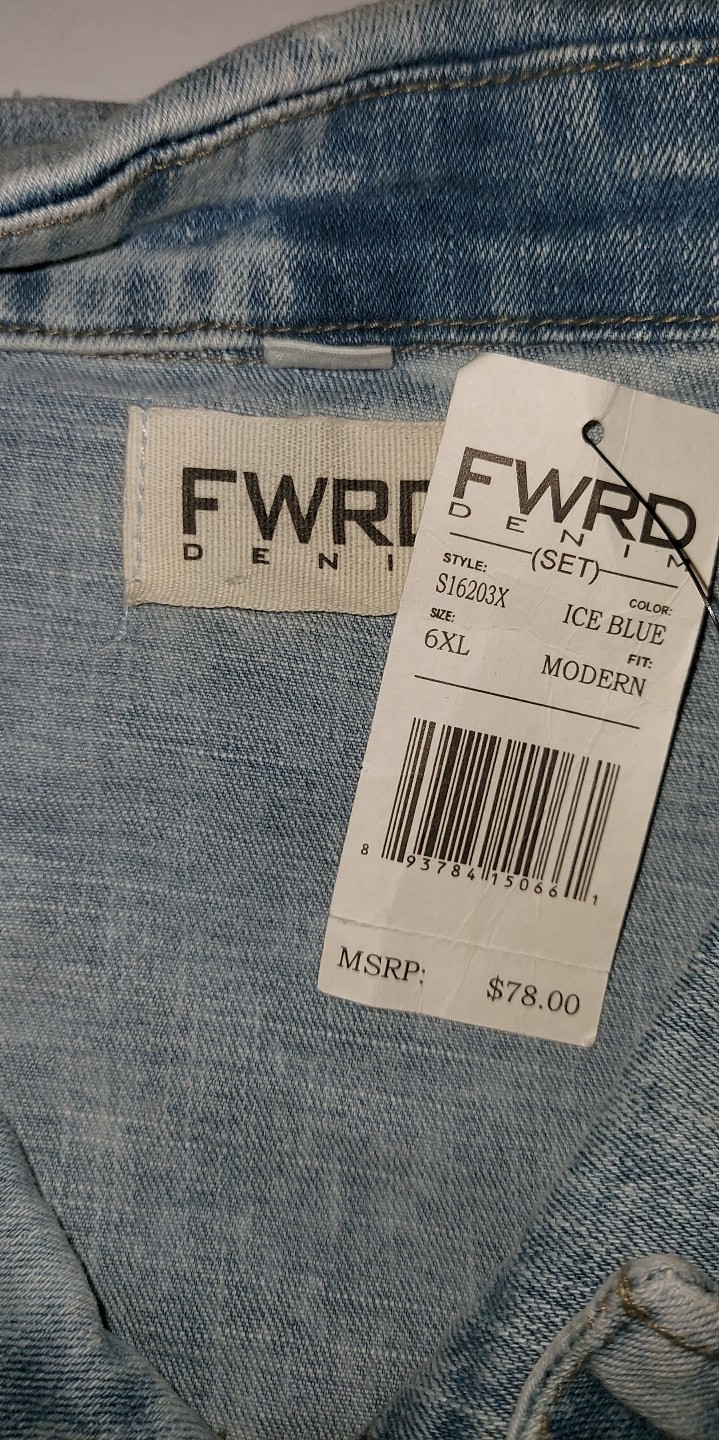 FWRD
DENI
FWRD
DENIM
(SET)
STYLE:
S16203X
COLOR:
ICE BLUE
SIZE:
6XL
FIT:
MODERN
8 93784 15066 1
MSRP: $78.00